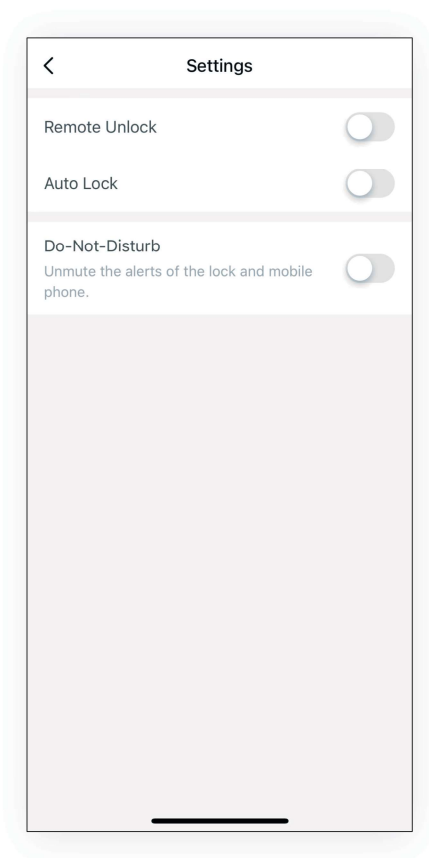 Settings
Remote Unlock
Auto Lock
Do-Not-Disturb
Unmute the alerts of the lock and mobile
phone.